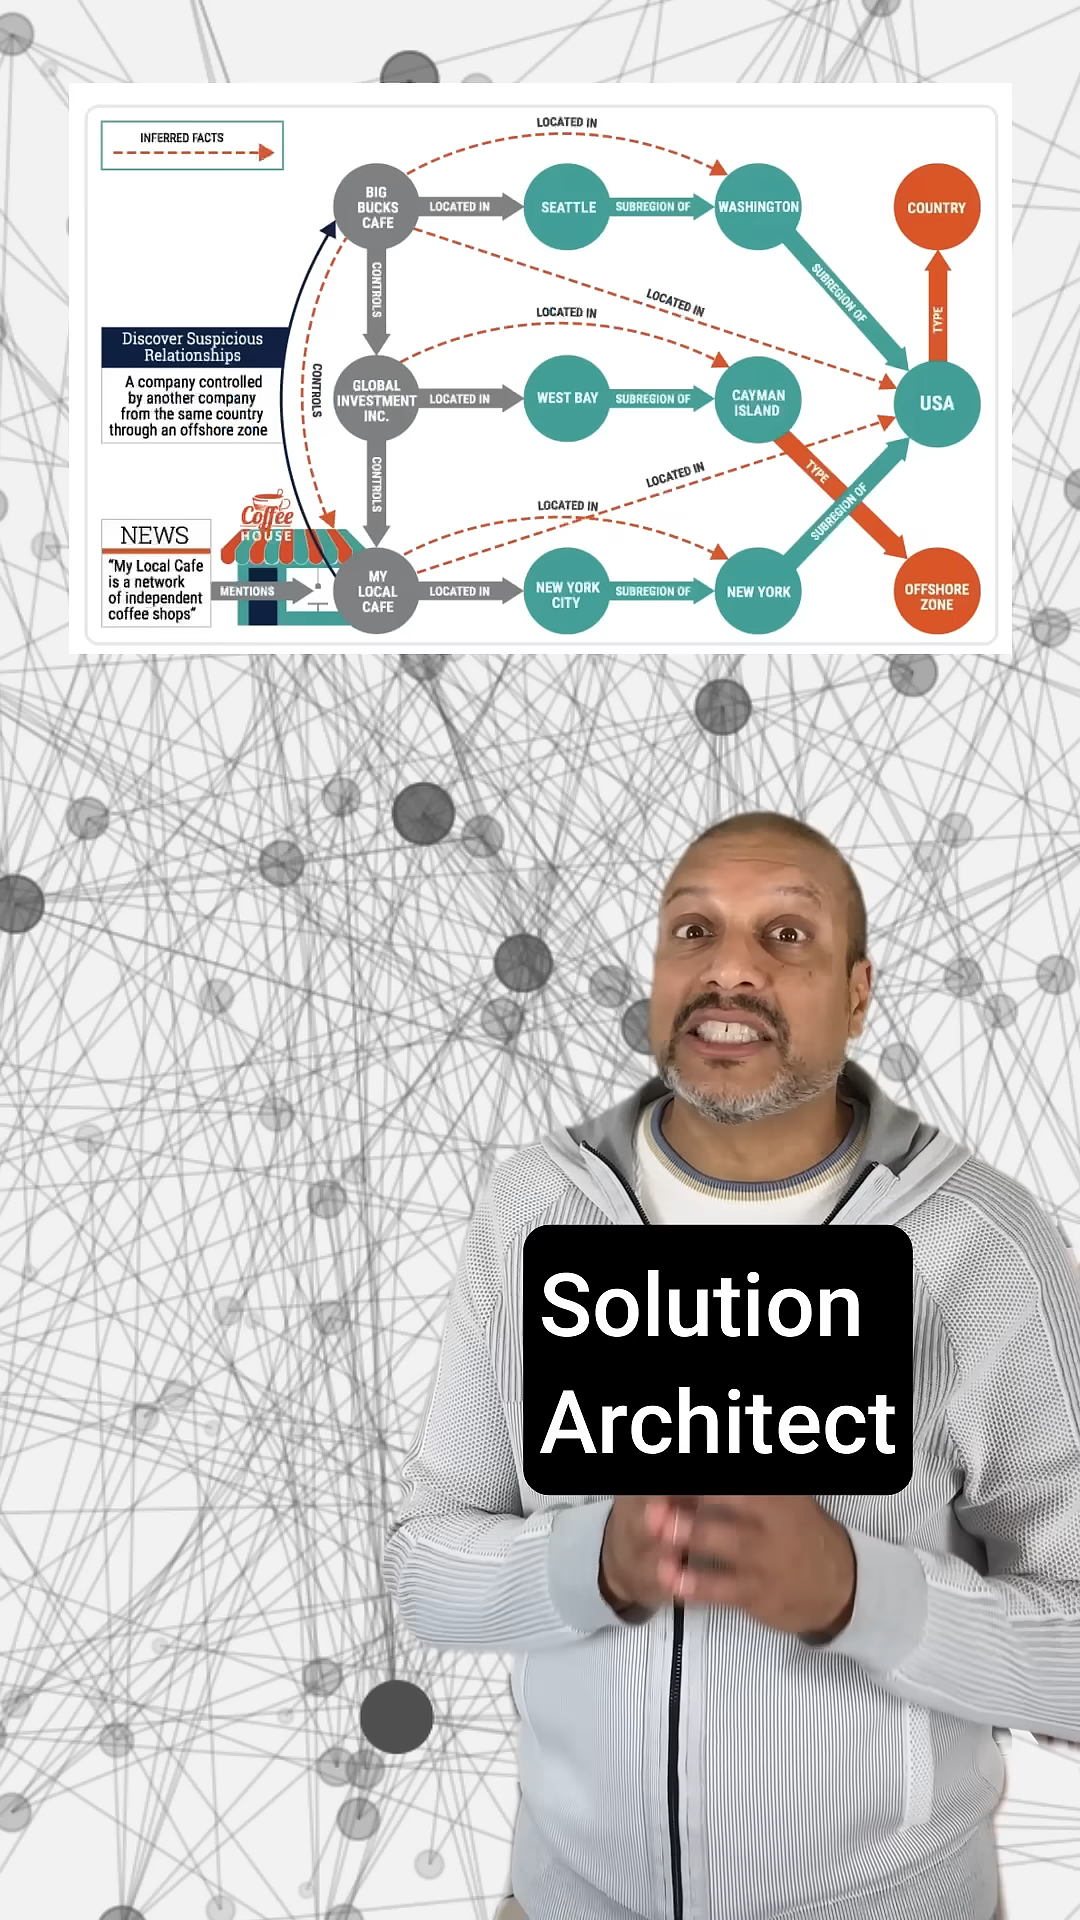 INFERRED FACTS
LOCATED IN
BIG
BUCKS
CAFE
LOCATED IN
SEATTLE
SUBREGION OF
WASHINGTON
COUNTRY
CONTROLS
SUBREGION OF
LOCATED IN
TYPE
LOCATED IN
Discover Suspicious
Relationships
A company controlled
by another company
from the same country
through an offshore zone
CONTROLS
GLOBAL
INVESTMENT
INC.
LOCATED IN
WEST BAY
SUBREGION OF
CAYMAN
ISLAND
USA
CONTROLS
LOCATED IN
TYPE
SUBREGION OF
LOCATED IN
Coffee
HOUSE
NEWS
"My Local Cafe
is a network
of independent
coffee shops"
MENTIONS
MY
LOCAL
CAFE
LOCATED IN
NEW YORK
CITY
SUBREGION OF
NEW YORK
OFFSHORE
ZONE
Solution
Architect